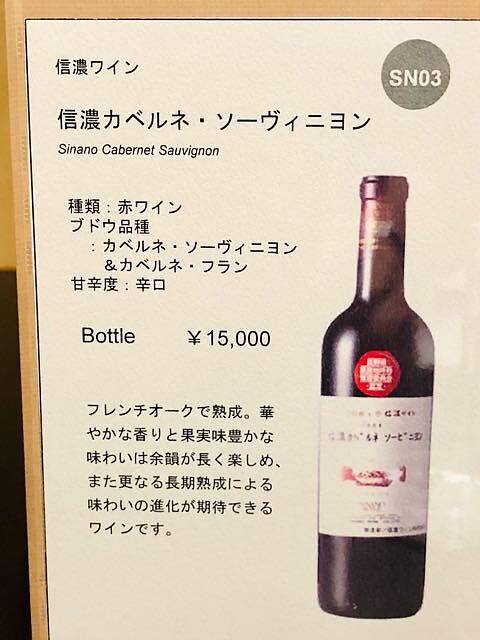 信濃ワイン
SN03
信濃カベルネ・ソーヴィニヨン
Sinano Cabernet Sauvignon
種類：赤ワイン
ブドウ品種
：カベルネ・ソーヴィニヨン
＆カベルネ・フラン
甘辛度：辛口
Bottle ￥15,000
フレンチオークで熟成。華
やかな香りと果実味豊かな
味わいは余韻が長く楽しめ、
また更なる長期熟成による
味わいの進化が期待できる
ワインです。
信濃ワイン
信濃カベルネ ソービニヨン